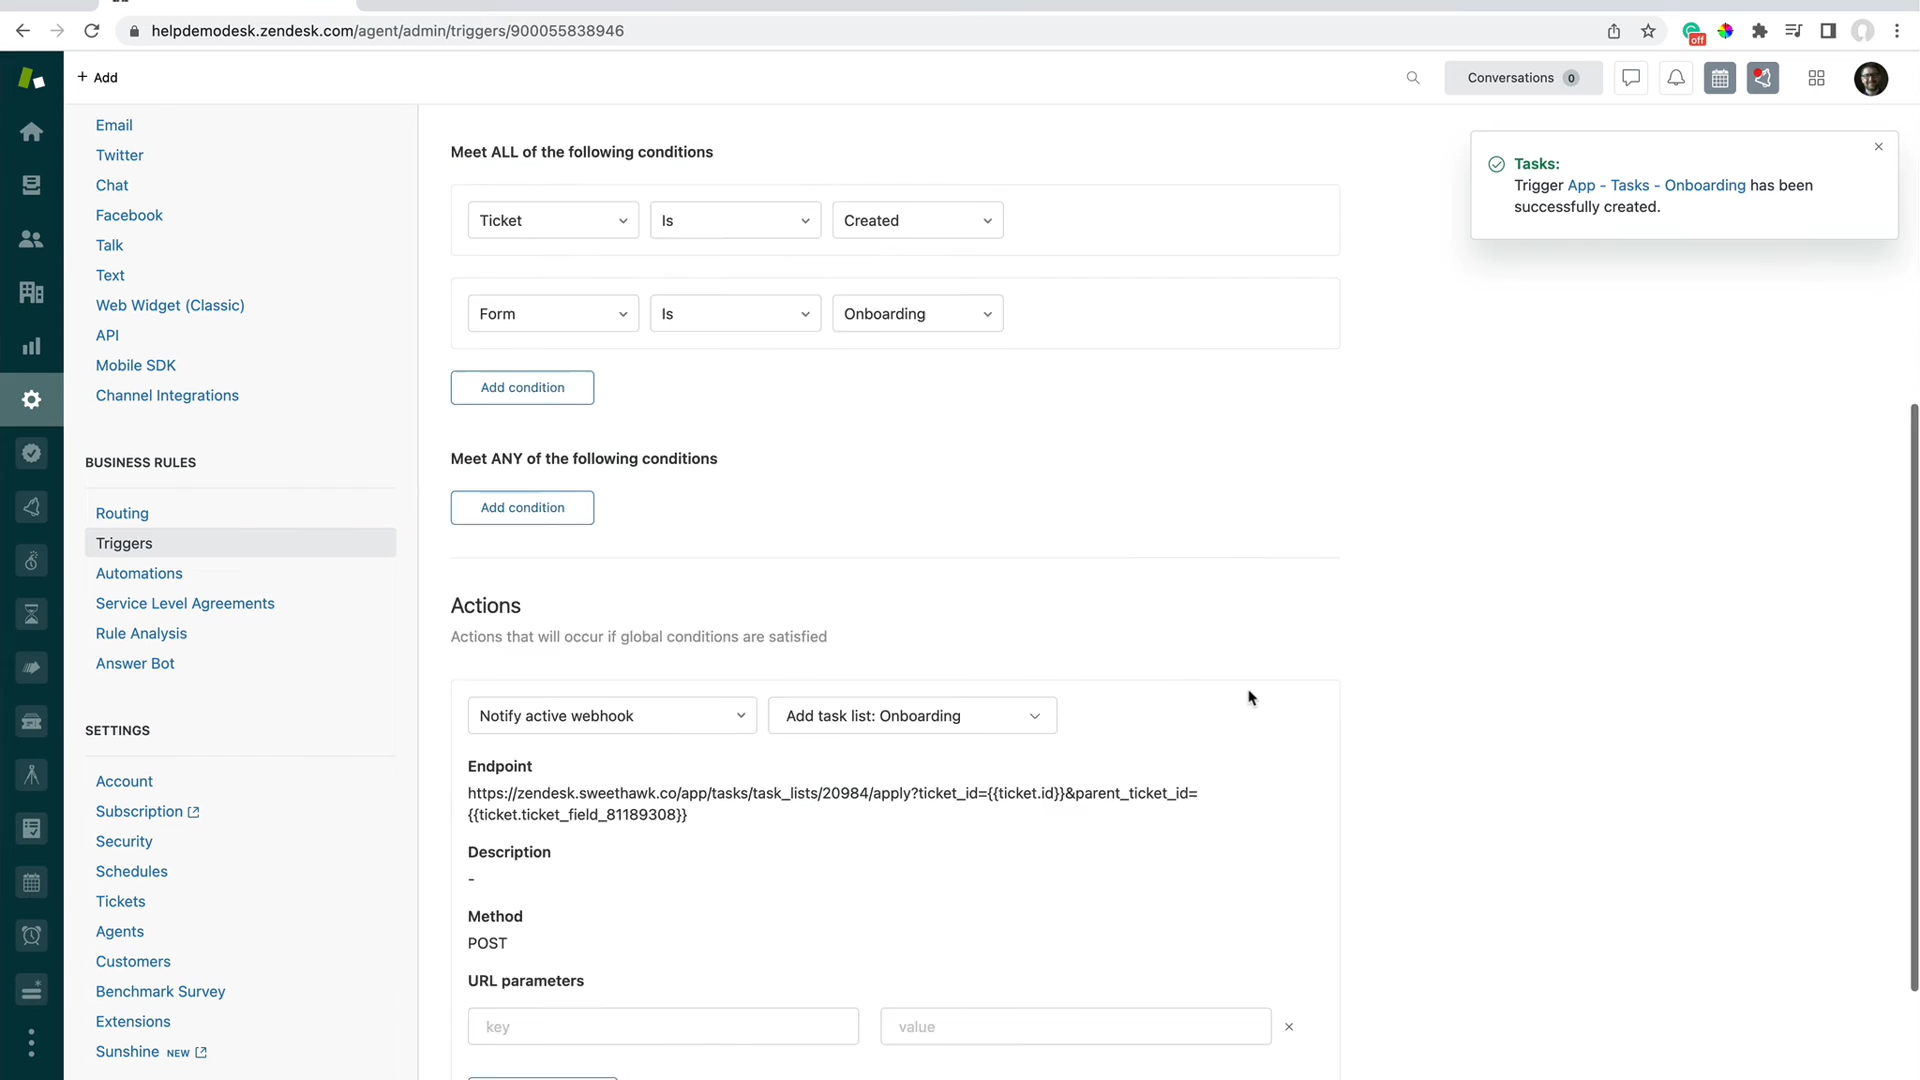 helpdemodesk.zendesk.com/agent/admin/triggers/900055838946
off
+ Add
Conversations 0
Email
Twitter
Chat
Facebook
Talk
Text
Web Widget (Classic)
API
Mobile SDK
Channel Integrations
BUSINESS RULES
Routing
Triggers
Automations
Service Level Agreements
Rule Analysis
Answer Bot
SETTINGS
Account
Subscription
Security
Schedules
Tickets
Agents
Customers
Benchmark Survey
Extensions
Sunshine NEW
Meet ALL of the following conditions
Ticket Is Created
Form Is Onboarding
Add condition
Meet ANY of the following conditions
Add condition
Actions
Actions that will occur if global conditions are satisfied
Notify active webhook Add task list: Onboarding
Endpoint
https://zendesk.sweethawk.co/app/tasks/task_lists/20984/apply?ticket_id={{ticket.id}}&parent_ticket_id=
{{ticket.ticket_field_81189308}}
Description
-
Method
POST
URL parameters
key value
Tasks:
Trigger App - Tasks - Onboarding has been
successfully created.